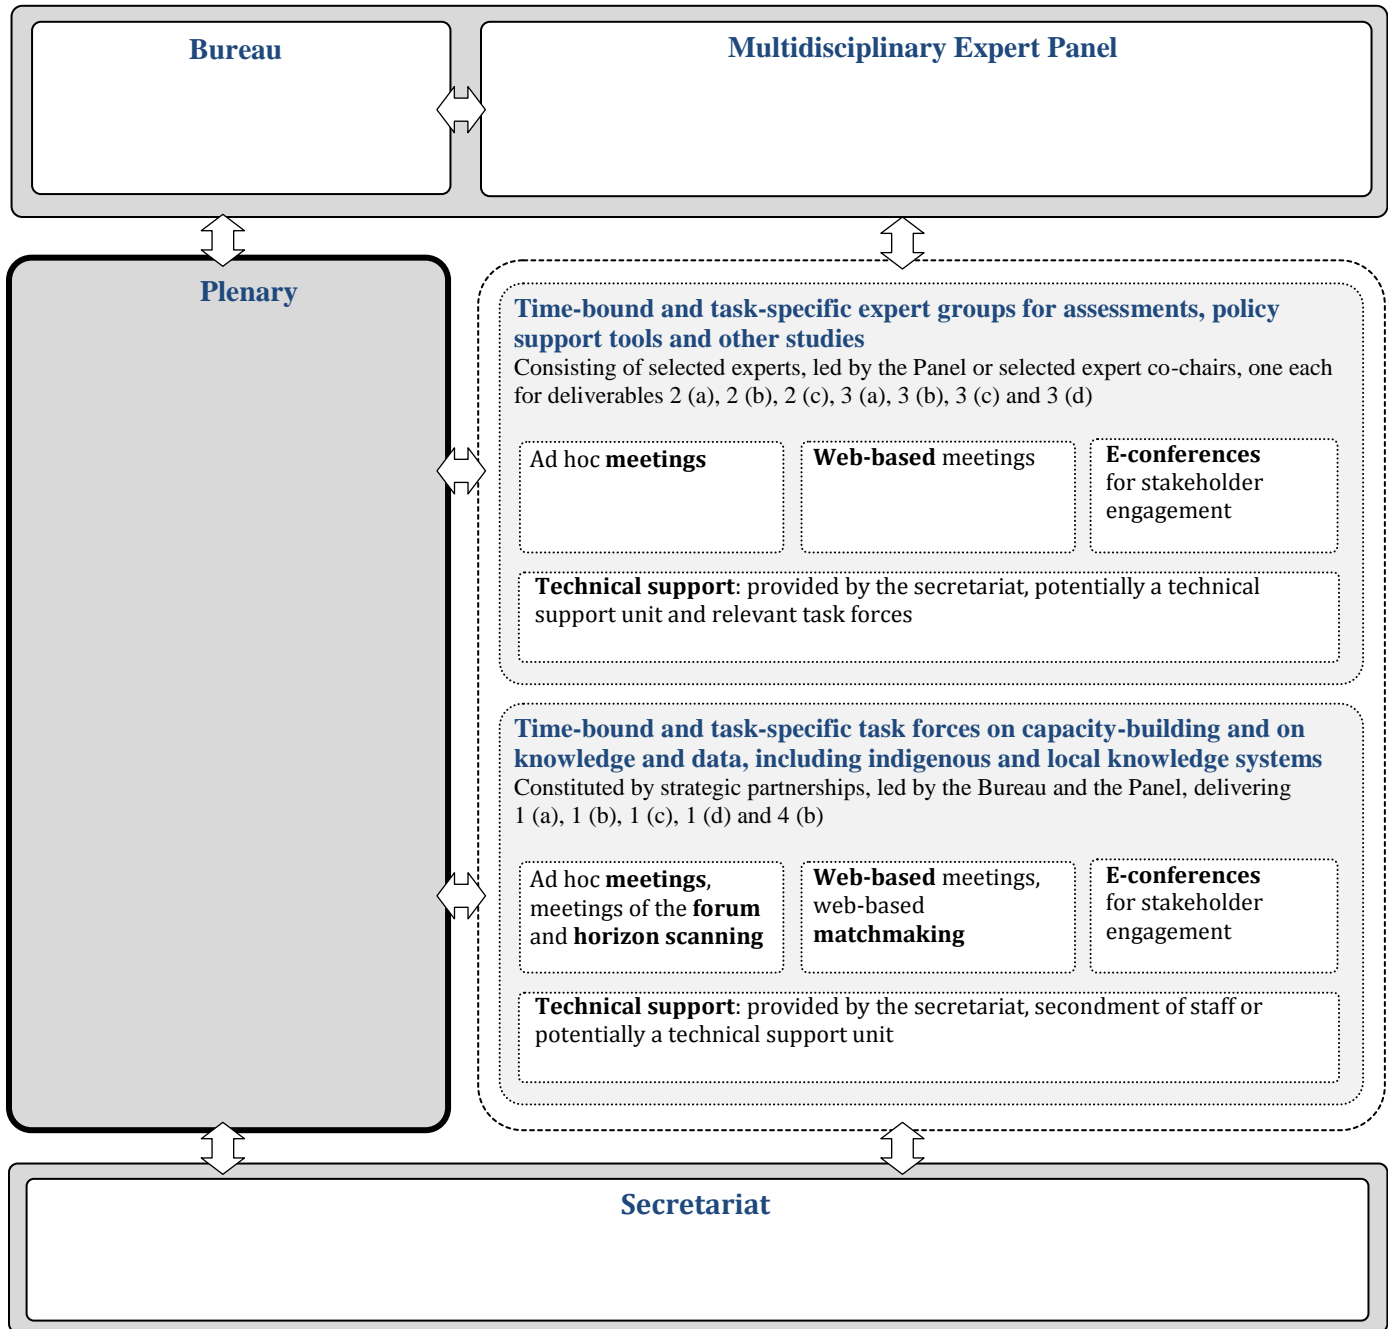 Bureau
Multidisciplinary Expert Panel
Plenary
Time-bound and task-specific expert groups for assessments, policy
support tools and other studies
Consisting of selected experts, led by the Panel or selected expert co-chairs, one each
for deliverables 2 (a), 2 (b), 2 (c), 3 (a), 3 (b), 3 (c) and 3 (d)
Ad hoc meetings
Web-based meetings
E-conferences
for stakeholder
engagement
Technical support: provided by the secretariat, potentially a technical
support unit and relevant task forces
Time-bound and task-specific task forces on capacity-building and on
knowledge and data, including indigenous and local knowledge systems
Constituted by strategic partnerships, led by the Bureau and the Panel, delivering
1 (a), 1 (b), 1 (c), 1 (d) and 4 (b)
Ad hoc meetings,
meetings of the forum
and horizon scanning
Web-based meetings,
web-based
matchmaking
E-conferences
for stakeholder
engagement
Technical support: provided by the secretariat, secondment of staff or
potentially a technical support unit
Secretariat